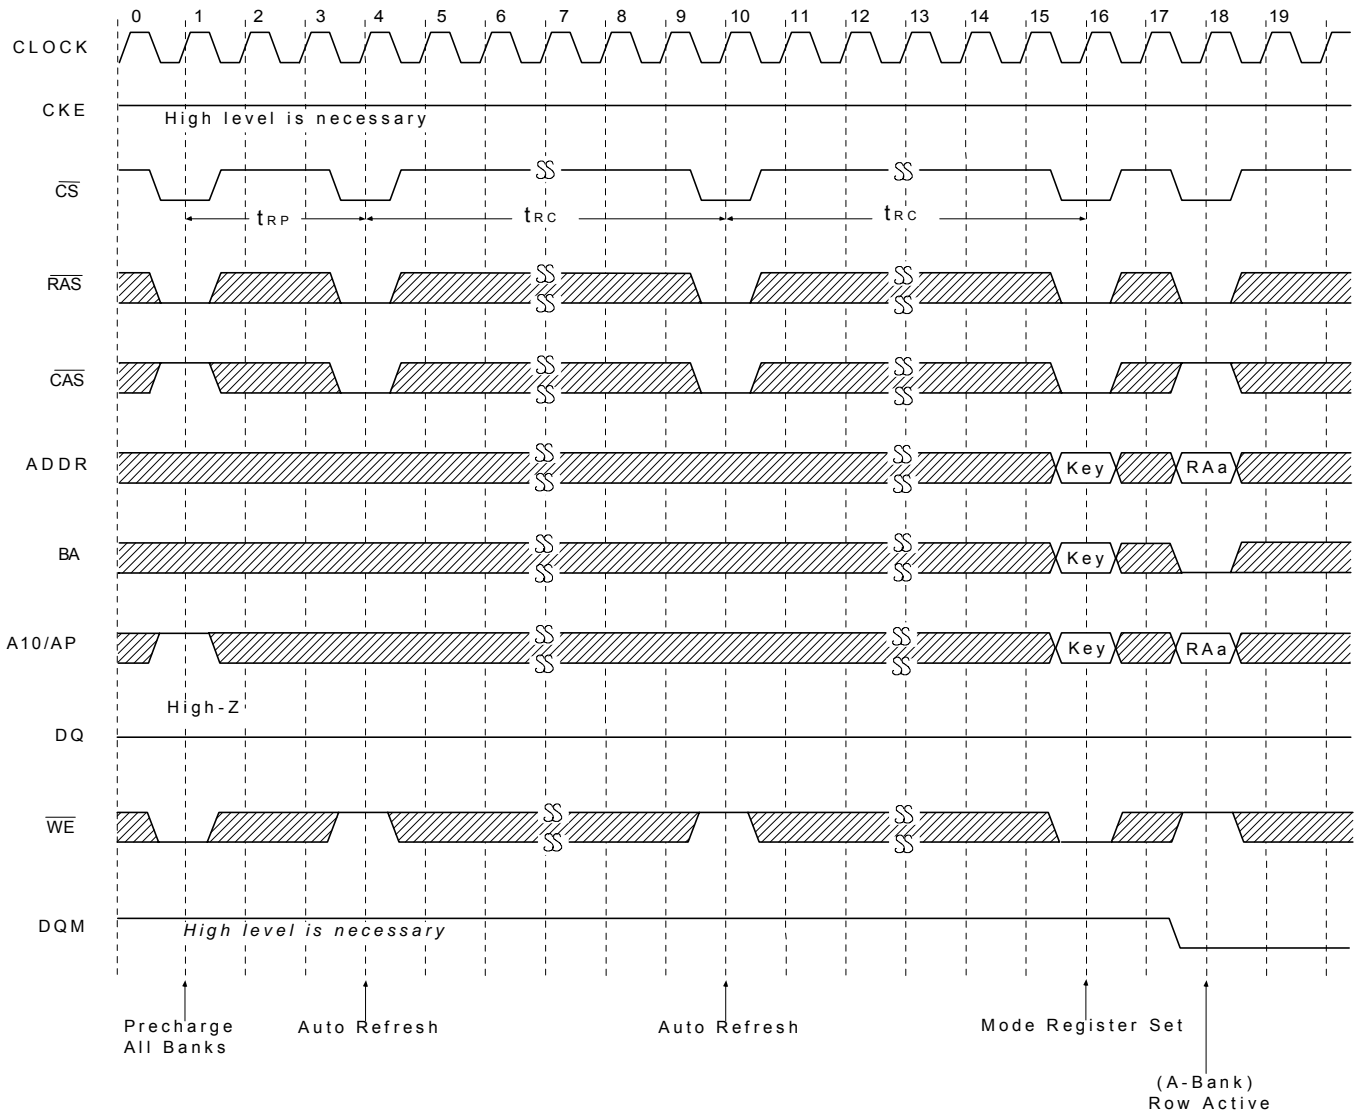 0 1 2 3 4 5 6 7 8 9 10 11 12 13 14 15 16 17 18 19
CLOCK
CKE
High level is necessary
CS
tRP
tRC
tRC
RAS
CAS
ADDR
Key
RAa
BA
Key
A10/AP
Key
RAa
High-Z
DQ
WE
DQM
High level is necessary
Precharge
All Banks
Auto Refresh
Auto Refresh
Mode Register Set
(A-Bank)
Row Active